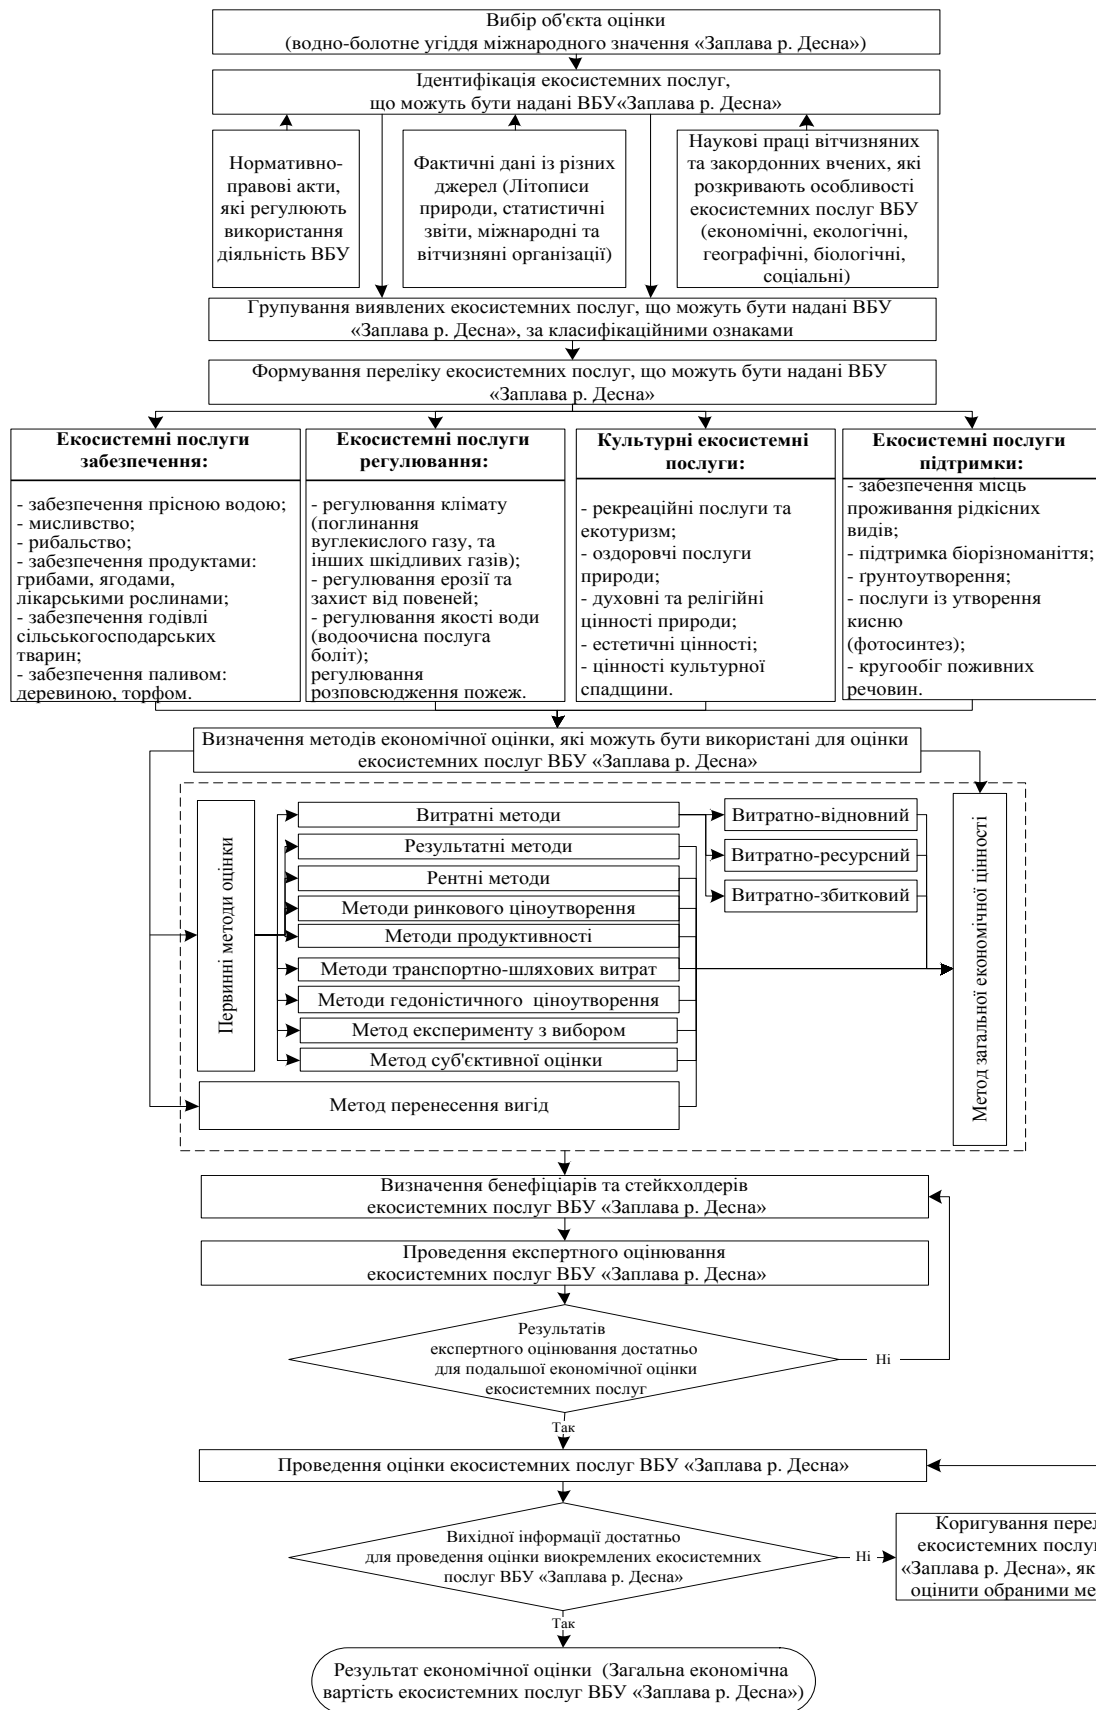 Вибір об'єкта оцінки
(водно-болотне угіддя міжнародного значення «Заплава р. Десна»)
Ідентифікація екосистемних послуг,
що можуть бути надані ВБУ«Заплава р. Десна»
Нормативно-
правові акти,
які регулюють
використання
діяльність ВБУ
Фактичні дані із різних
джерел (Літописи
природи, статистичні
звіти, міжнародні та
вітчизняні організації)
Наукові праці вітчизняних
та закордонних вчених, які
розкривають особливості
екосистемних послуг ВБУ
(економічні, екологічні,
географічні, біологічні,
соціальні)
Групування виявлених екосистемних послуг, що можуть бути надані ВБУ
«Заплава р. Десна», за класифікаційними ознаками
Формування переліку екосистемних послуг, що можуть бути надані ВБУ
«Заплава р. Десна»
Екосистемні послуги
забезпечення:
- забезпечення прісною водою;
- мисливство;
- рибальство;
- забезпечення продуктами:
грибами, ягодами,
лікарськими рослинами;
- забезпечення годівлі
сільськогосподарських
тварин;
- забезпечення паливом:
деревиною, торфом.
Екосистемні послуги
регулювання:
- регулювання клімату
(поглинання
вуглекислого газу, та
інших шкідливих газів);
- регулювання ерозії та
захист від повеней;
- регулювання якості води
(водоочисна послуга
боліт);
регулювання
розповсюдження пожеж.
Культурні екосистемні
послуги:
- рекреаційні послуги та
екотуризм;
- оздоровчі послуги
природи;
- духовні та релігійні
цінності природи;
- естетичні цінності;
- цінності культурної
спадщини.
Екосистемні послуги
підтримки:
- забезпечення місць
проживання рідкісних
видів;
- підтримка біорізноманіття;
- ґрунтоутворення;
- послуги із утворення
кисню
(фотосинтез);
- кругообіг поживних
речовин.
Визначення методів економічної оцінки, які можуть бути використані для оцінки
екосистемних послуг ВБУ «Заплава р. Десна»
Первинні методи оцінки
Витратні методи
Результатні методи
Рентні методи
Методи ринкового ціноутворення
Методи продуктивності
Методи транспортно-шляхових витрат
Методи гедоністичного ціноутворення
Метод експерименту з вибором
Метод суб'єктивної оцінки
Метод перенесення вигід
Витратно-відновний
Витратно-ресурсний
Витратно-збитковий
Метод загальної економічної цінності
Визначення бенефіціарів та стейкхолдерів
екосистемних послуг ВБУ «Заплава р. Десна»
Проведення експертного оцінювання
екосистемних послуг ВБУ «Заплава р. Десна»
Результатів
експертного оцінювання достатньо
для подальшої економічної оцінки
екосистемних послуг
Ні
Так
Проведення оцінки екосистемних послуг ВБУ «Заплава р. Десна»
Вихідної інформації достатньо
для проведення оцінки виокремлених екосистемних
послуг ВБУ «Заплава р. Десна»
Ні
Коригування
екосистемних
«Заплава р. Десна»,
оцінити обраними
Так
Результат економічної оцінки (Загальна економічна
вартість екосистемних послуг ВБУ «Заплава р. Десна»)